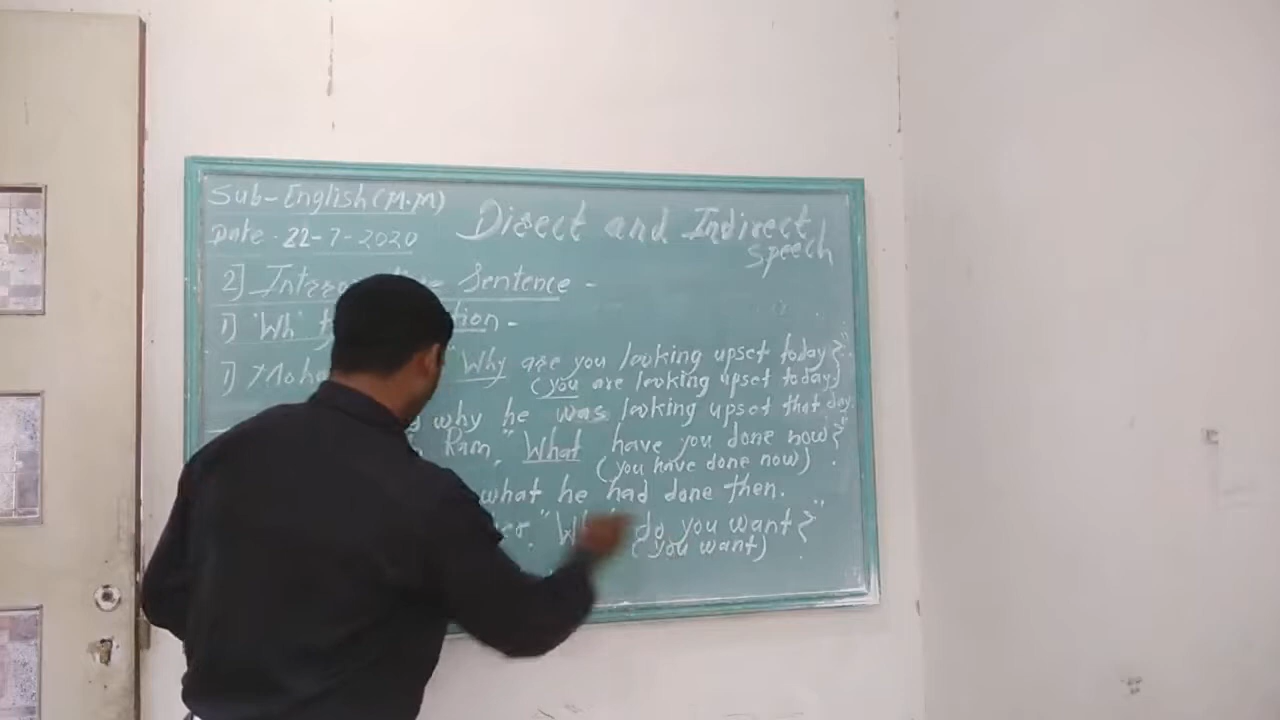 Sub-English(M.M)
Date. 22-7-2020
Direct and Indirect
Speech
2] Sentence -
1) 'Wh' -
1) "Why are you looking upset today?".
(you are looking upset today)
why he was looking upset that day.
Ram, "What have you done now?"
(you have done now).
what he had done then.
do you want?"
(you want).